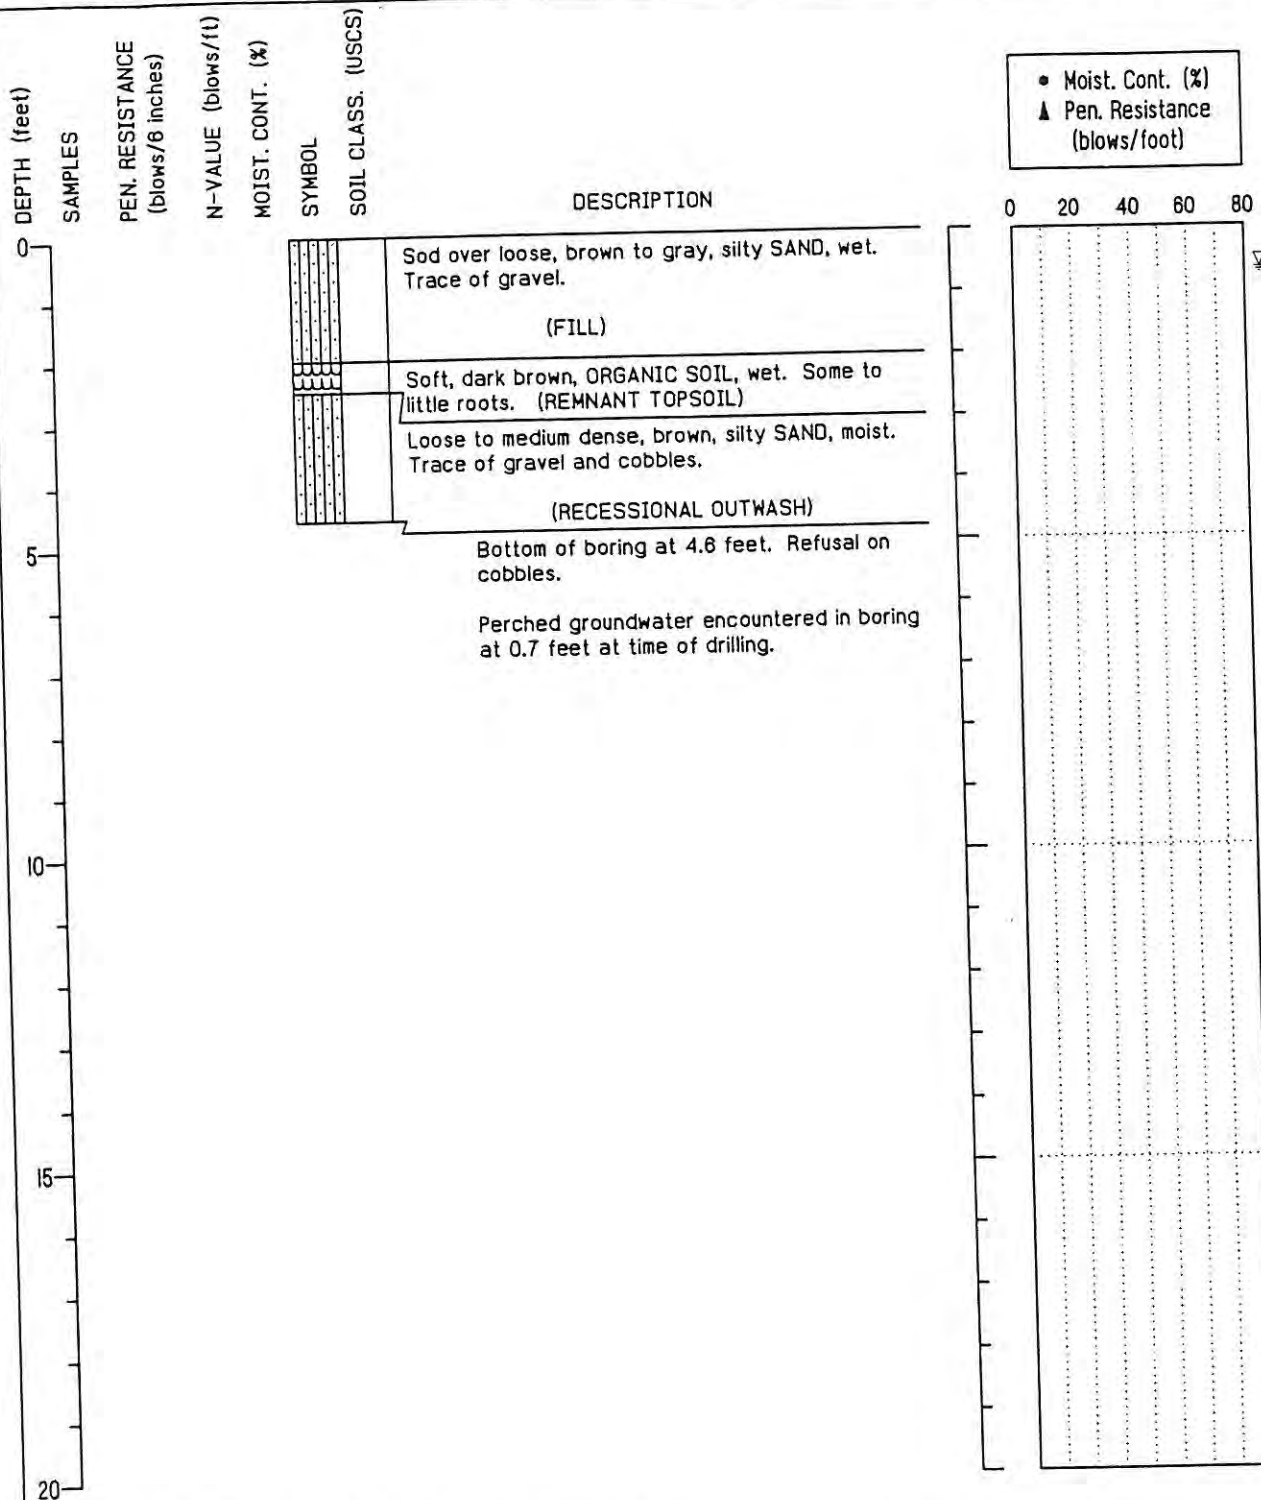 DEPTH (feet)
SAMPLES
PEN. RESISTANCE
(blows/6 inches)
N-VALUE (blows/ft)
MOIST. CONT. (%)
SYMBOL
SOIL CLASS. (USCS)
DESCRIPTION
• Moist. Cont. (%)
▲ Pen. Resistance
(blows/foot)
0 20 40 60 80
0
Sod over loose, brown to gray, silty SAND, wet.
Trace of gravel.
(FILL)
Soft, dark brown, ORGANIC SOIL, wet. Some to
little roots. (REMNANT TOPSOIL)
Loose to medium dense, brown, silty SAND, moist.
Trace of gravel and cobbles.
(RECESSIONAL OUTWASH)
5
Bottom of boring at 4.6 feet. Refusal on
cobbles.
Perched groundwater encountered in boring
at 0.7 feet at time of drilling.
10
15
20